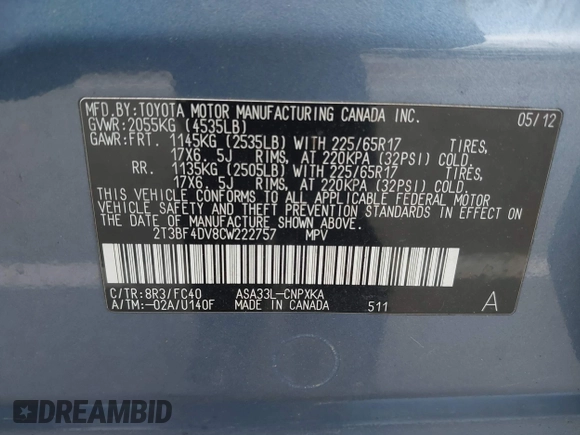 MFD.BY:TOYOTA MOTOR MANUFACTURING CANADA INC. 05/12
GVWR:2055KG (4535LB)
GAWR:FRT. 1145KG (2535LB) WITH 225/65R17 TIRES,
17X6.5J RIMS, AT 220KPA (32PSI) COLD.
RR. 1135KG (2505LB) WITH 225/65R17 TIRES,
17X6.5J RIMS, AT 220KPA (32PSI) COLD.
THIS VEHICLE CONFORMS TO ALL APPLICABLE FEDERAL MOTOR
VEHICLE SAFETY AND THEFT PREVENTION STANDARDS IN EFFECT ON
THE DATE OF MANUFACTURE SHOWN ABOVE.
2T3BF4DV8CW222757 MPV
C/TR:8R3/FC40 ASA33L-CNPXKA A
A/TM:-02A/U140F MADE IN CANADA 511
DREAMBID